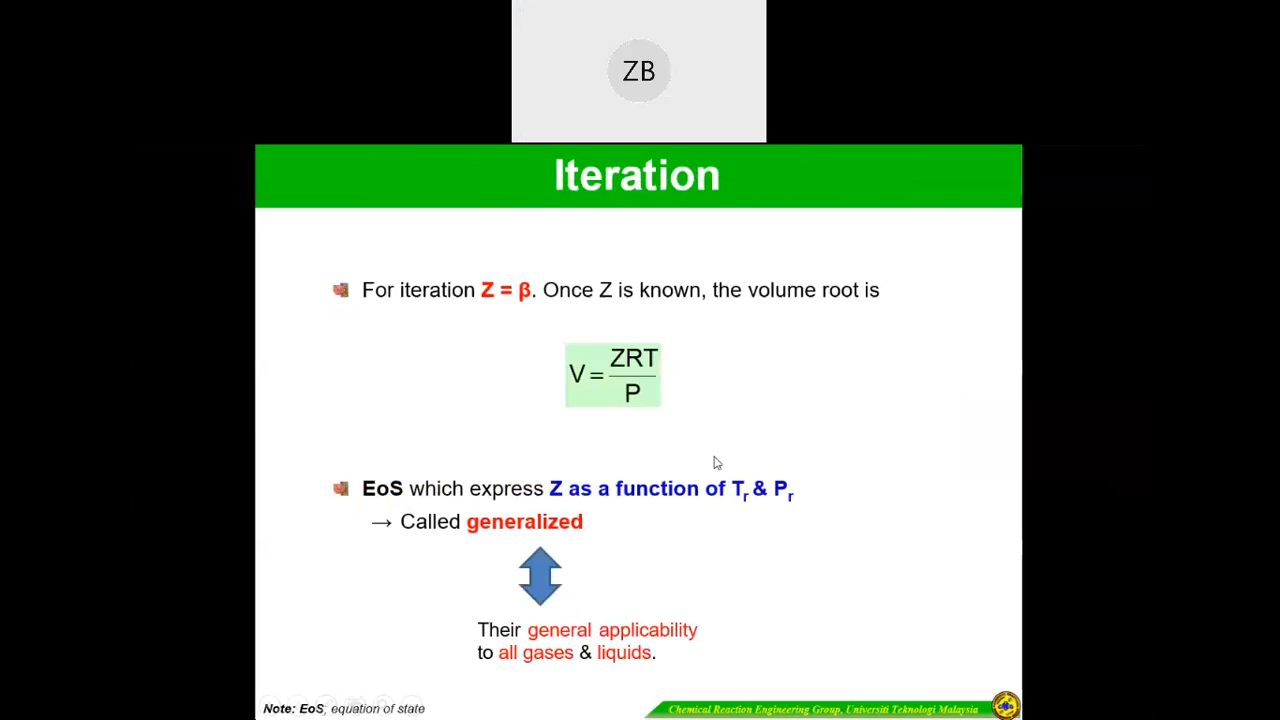 ZB
Iteration
For iteration Z = β. Once Z is known, the volume root is
V = ZRT / P
EoS which express Z as a function of Tr & Pr
→ Called generalized
Their general applicability
to all gases & liquids.
Note: EoS, equation of state
Chemical Reaction Engineering Group, Universiti Teknologi Malaysia